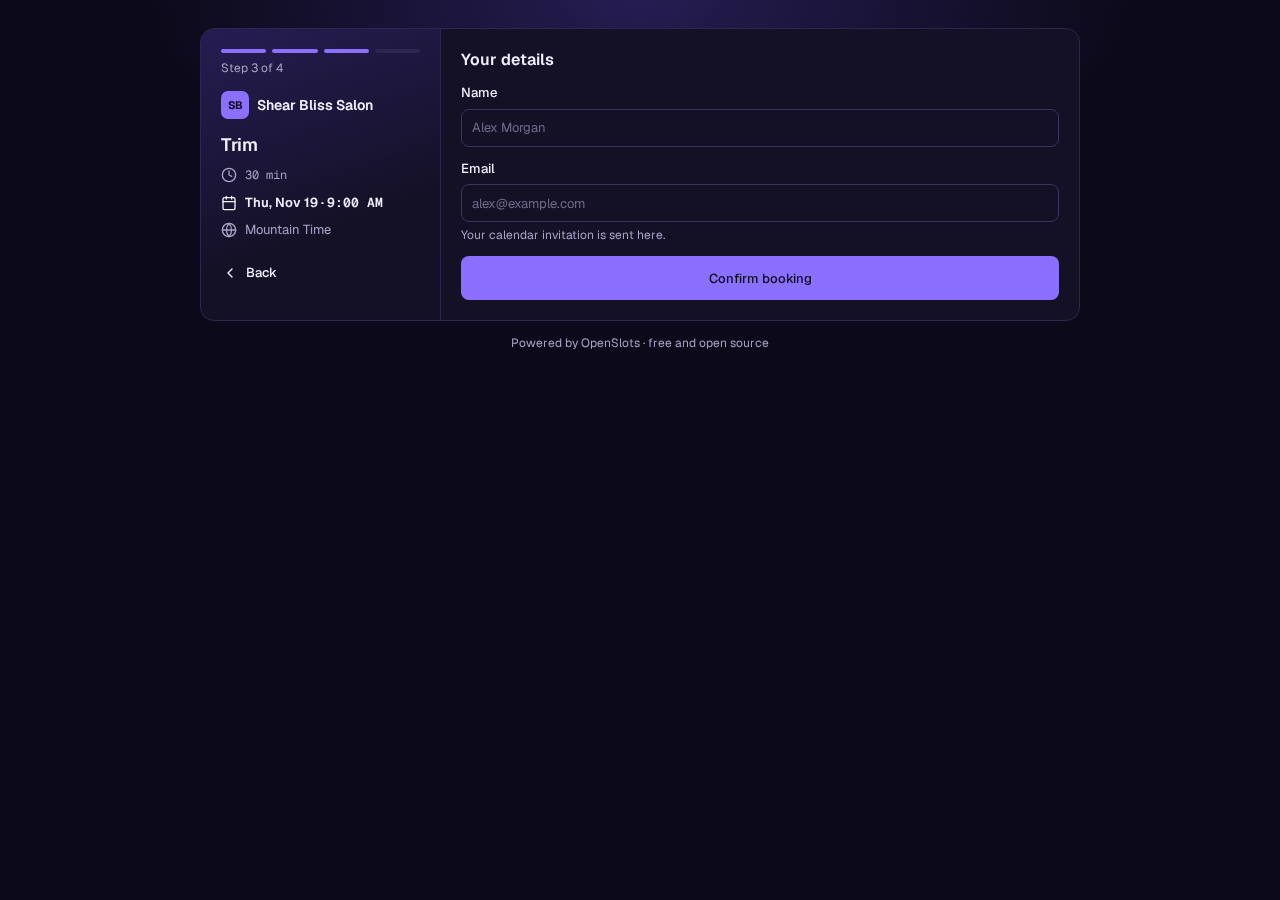 Step 3 of 4
SB Shear Bliss Salon
Trim
30 min
Thu, Nov 19 · 9:00 AM
Mountain Time
Back
Your details
Name
Alex Morgan
Email
alex@example.com
Your calendar invitation is sent here.
Confirm booking
Powered by OpenSlots · free and open source